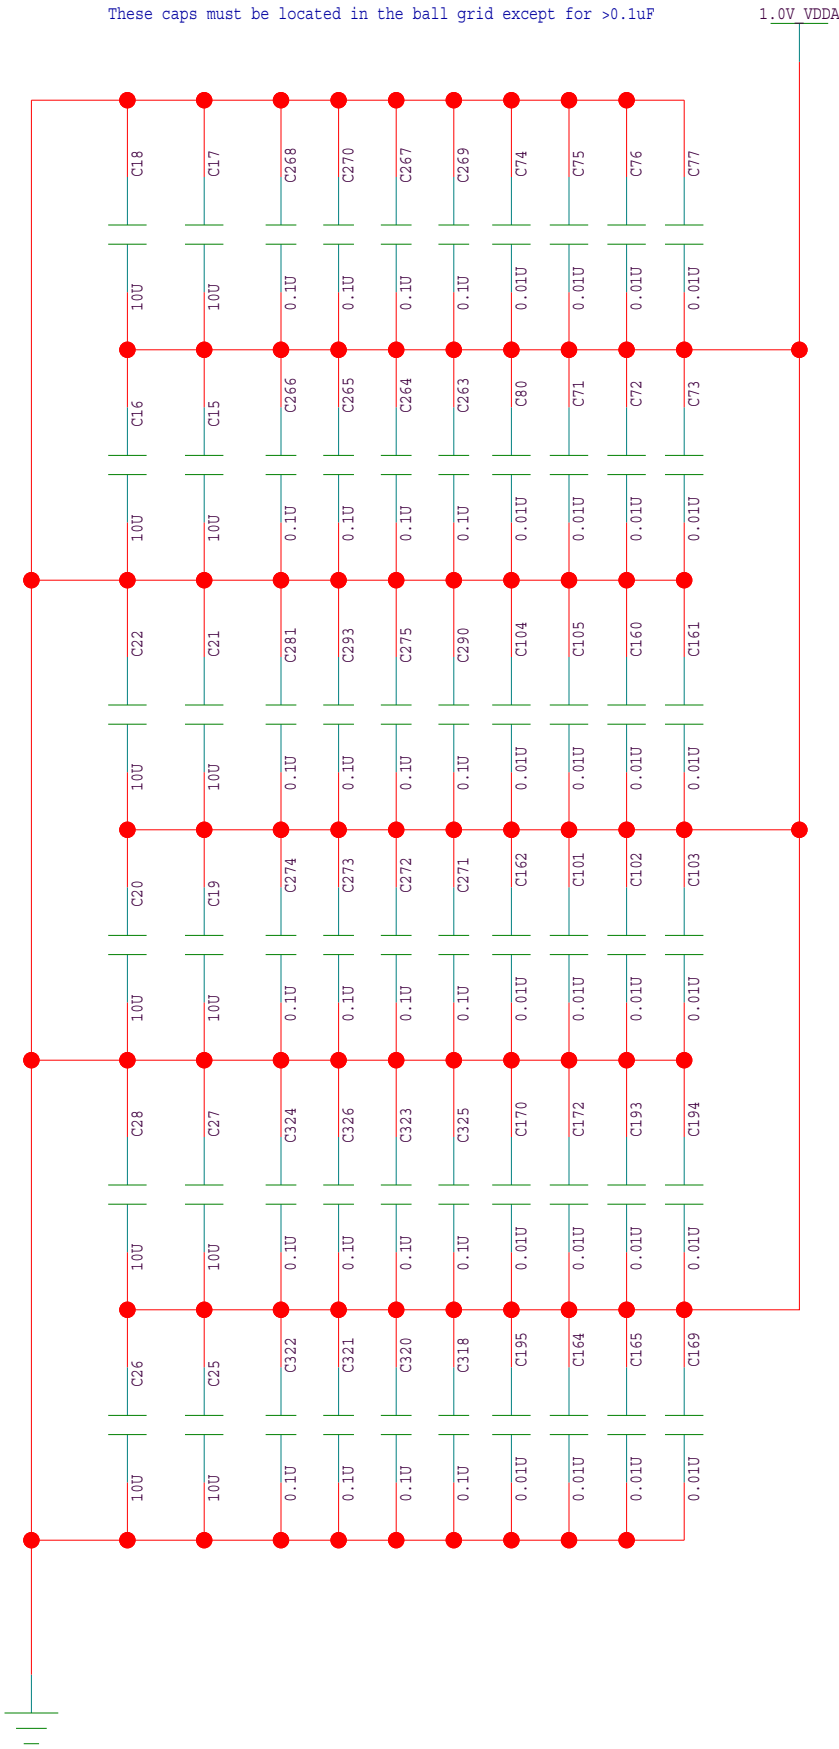 These caps must be located in the ball grid except for >0.1uF
1.0V_VDDA
C18 C17 C268 C270 C267 C269 C74 C75 C76 C77
10U 10U 0.1U 0.1U 0.1U 0.1U 0.01U 0.01U 0.01U 0.01U
C16 C15 C266 C265 C264 C263 C80 C71 C72 C73
10U 10U 0.1U 0.1U 0.1U 0.1U 0.01U 0.01U 0.01U 0.01U
C22 C21 C281 C293 C275 C290 C104 C105 C160 C161
10U 10U 0.1U 0.1U 0.1U 0.1U 0.01U 0.01U 0.01U 0.01U
C20 C19 C274 C273 C272 C271 C162 C101 C102 C103
10U 10U 0.1U 0.1U 0.1U 0.1U 0.01U 0.01U 0.01U 0.01U
C28 C27 C324 C326 C323 C325 C170 C172 C193 C194
10U 10U 0.1U 0.1U 0.1U 0.1U 0.01U 0.01U 0.01U 0.01U
C26 C25 C322 C321 C320 C318 C195 C164 C165 C169
10U 10U 0.1U 0.1U 0.1U 0.1U 0.01U 0.01U 0.01U 0.01U